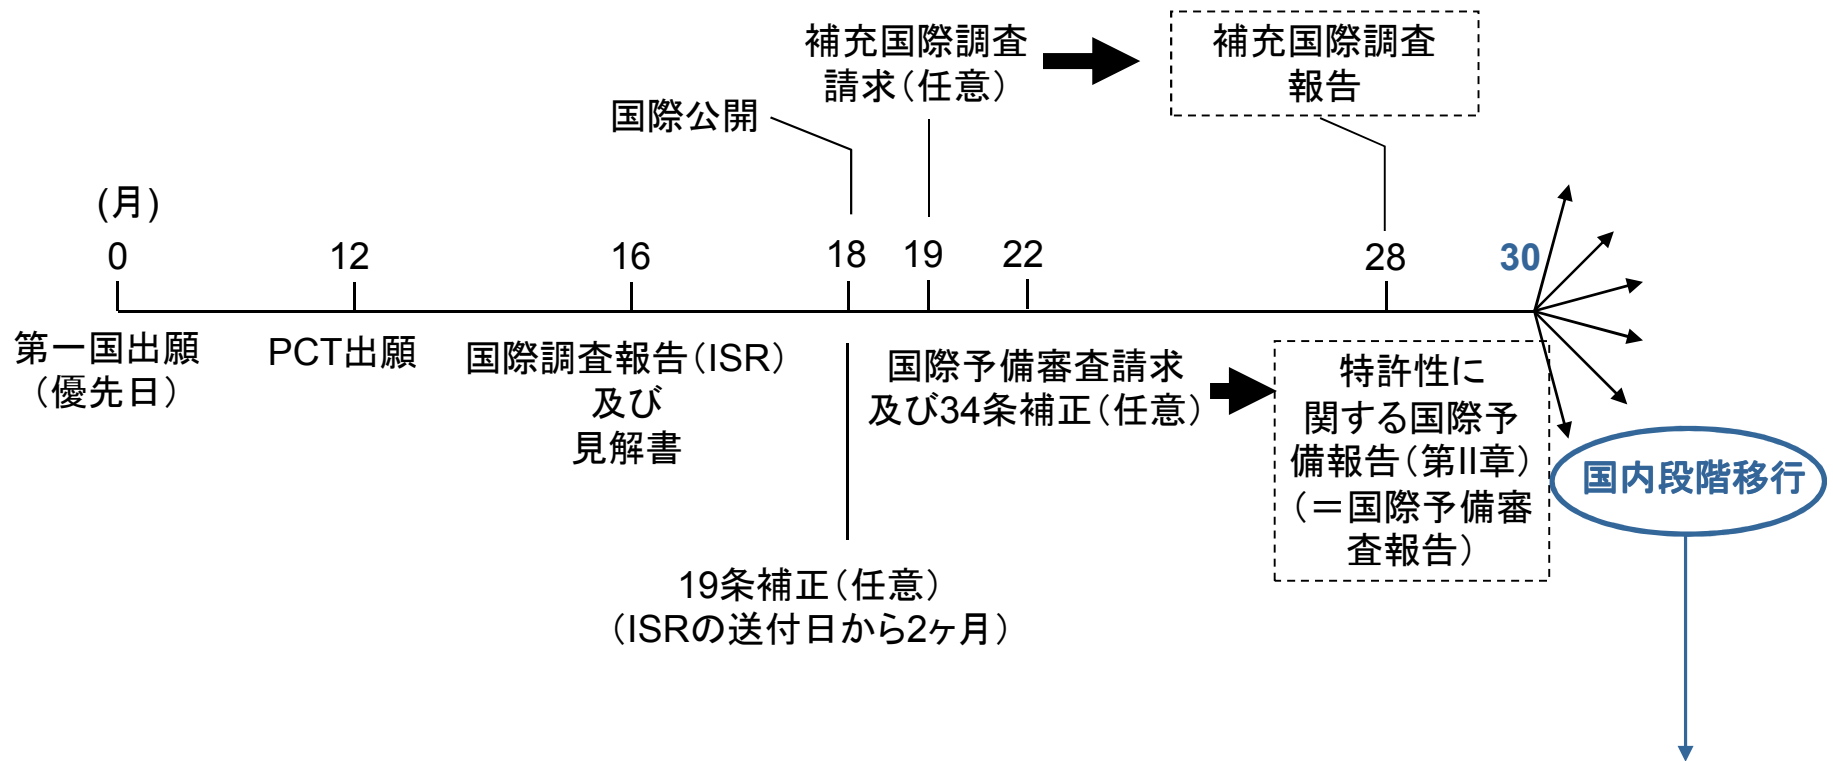 補充国際調査
請求（任意）
補充国際調査
報告
国際公開
(月)
0
12
16
18
19
22
28
30
第一国出願
（優先日）
PCT出願
国際調査報告（ISR）
及び
見解書
国際予備審査請求
及び34条補正（任意）
特許性に
関する国際予
備報告（第II章）
（＝国際予備審
査報告）
国内段階移行
19条補正（任意）
（ISRの送付日から2ヶ月）